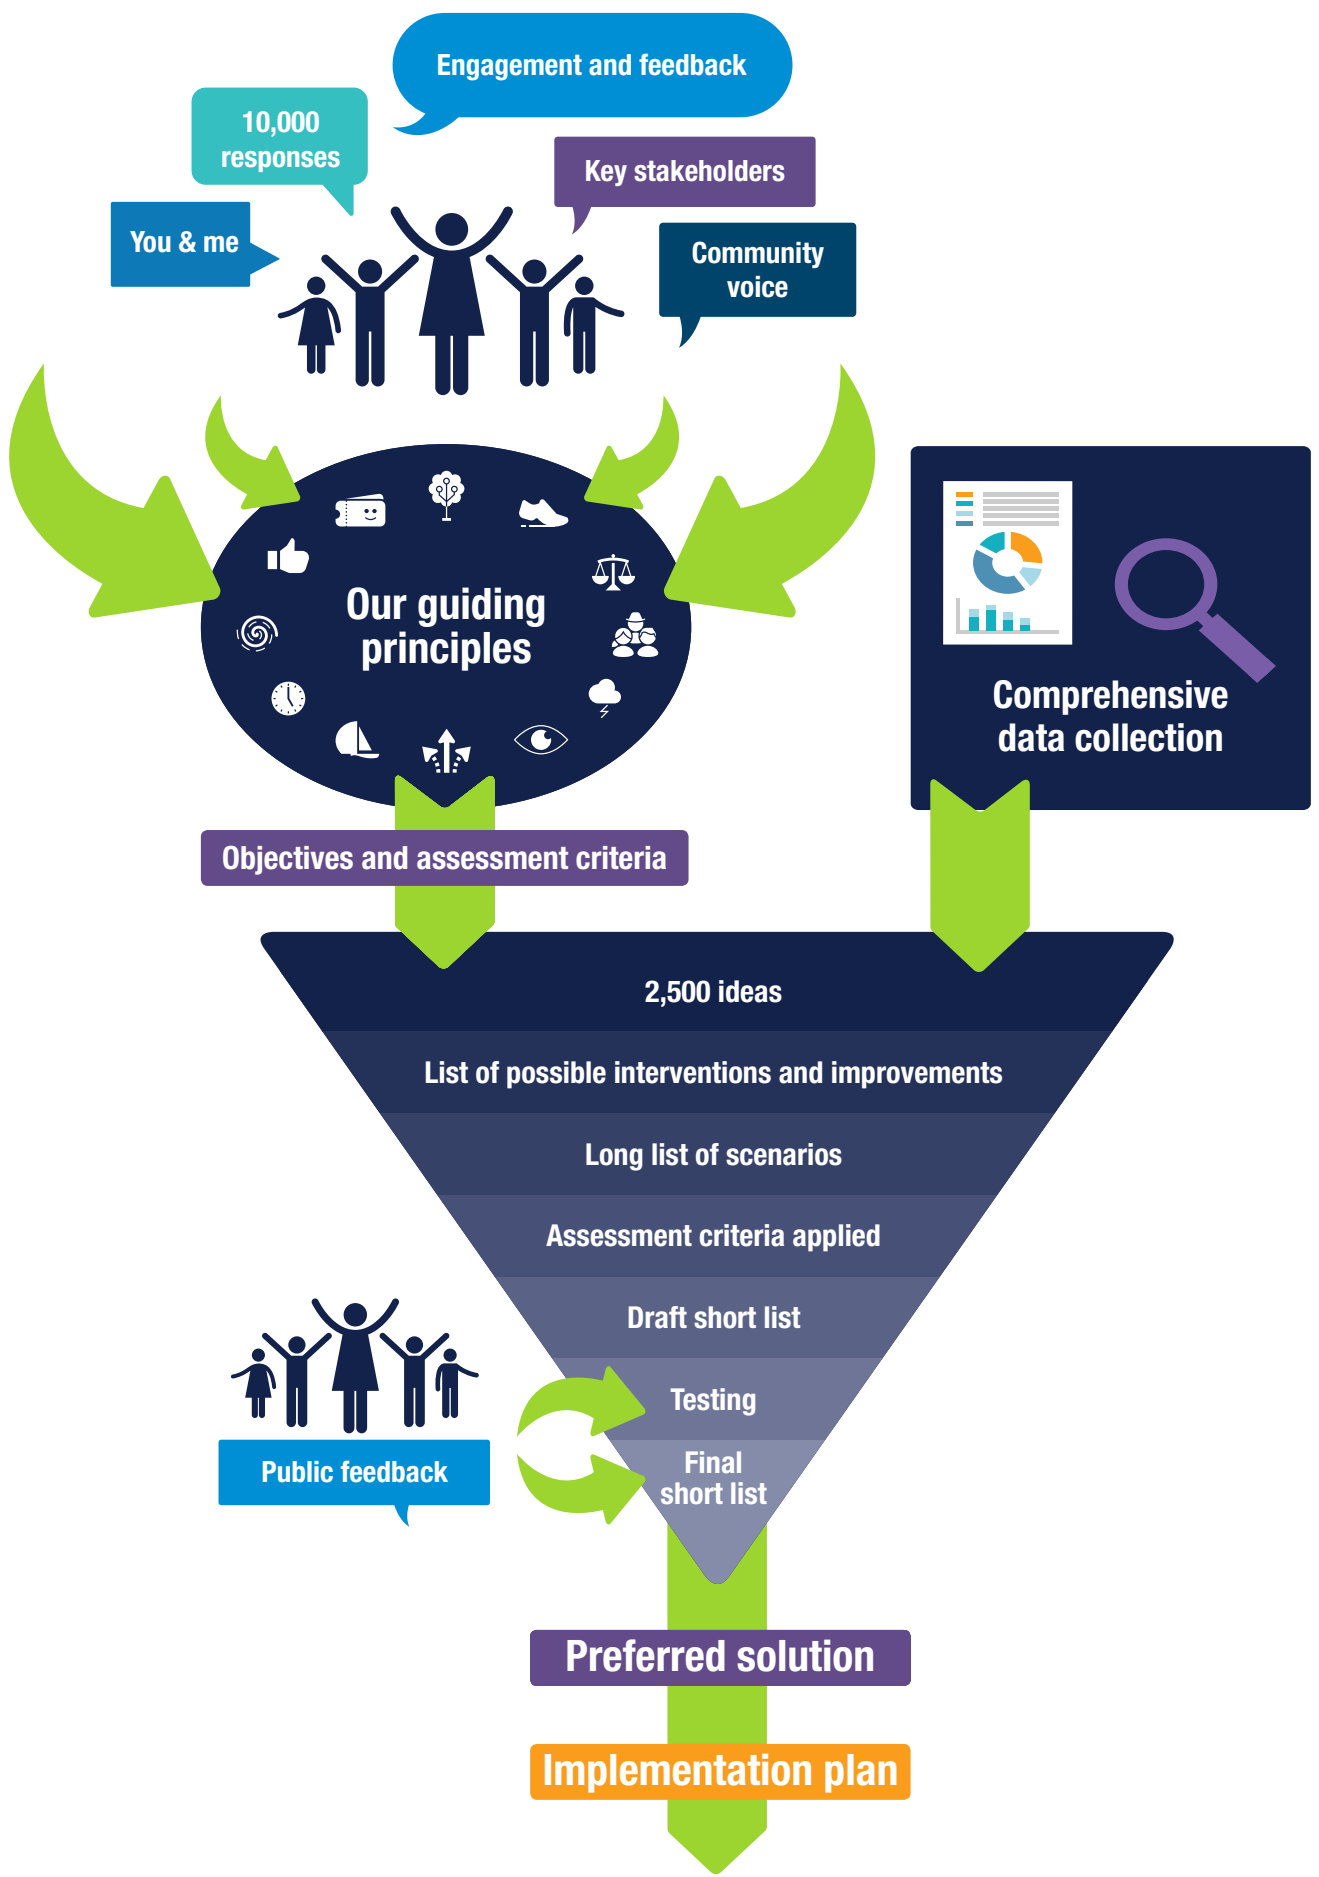 Engagement and feedback
10,000
responses
Key stakeholders
You & me
Community
voice
Our guiding
principles
Comprehensive
data collection
Objectives and assessment criteria
2,500 ideas
List of possible interventions and improvements
Long list of scenarios
Assessment criteria applied
Draft short list
Testing
Public feedback
Final
short list
Preferred solution
Implementation plan